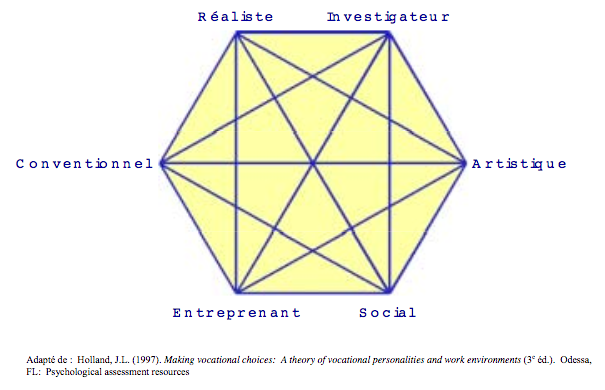 Réaliste
Investigateur
Conventionnel
Artistique
Entreprenant
Social
Adapté de : Holland, J.L. (1997). Making vocational choices: A theory of vocational personalities and work environments (3e éd.). Odessa,
FL: Psychological assessment resources